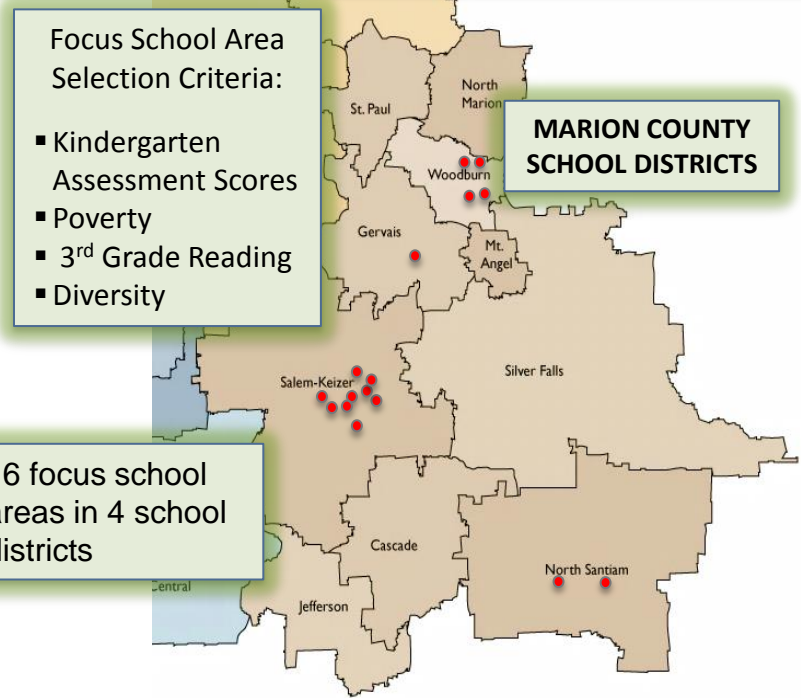 Focus School Area
Selection Criteria:
▪ Kindergarten
Assessment Scores
▪ Poverty
▪ 3rd Grade Reading
▪ Diversity
MARION COUNTY
SCHOOL DISTRICTS
St. Paul
North
Marion
Woodburn
Gervais
Mt.
Angel
Silver Falls
Salem-Keizer
6 focus school
areas in 4 school
districts
Cascade
North Santiam
Central
Jefferson